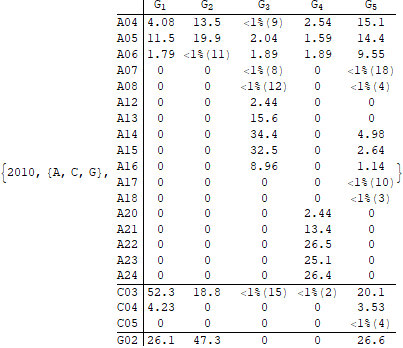 G1 G2 G3 G4 G5
A04 4.08 13.5 <1%(9) 2.54 15.1
A05 11.5 19.9 2.04 1.59 14.4
A06 1.79 <1%(11) 1.89 1.89 9.55
A07 0 0 <1%(8) 0 <1%(18)
A08 0 0 <1%(12) 0 <1%(4)
A12 0 0 2.44 0 0
A13 0 0 15.6 0 0
A14 0 0 34.4 0 4.98
A15 0 0 32.5 0 2.64
A16 0 0 8.96 0 1.14
{2010, {A, C, G}, }
A17 0 0 0 0 <1%(10)
A18 0 0 0 0 <1%(3)
A20 0 0 0 2.44 0
A21 0 0 0 13.4 0
A22 0 0 0 26.5 0
A23 0 0 0 25.1 0
A24 0 0 0 26.4 0
C03 52.3 18.8 <1%(15) <1%(2) 20.1
C04 4.23 0 0 0 3.53
C05 0 0 0 0 <1%(4)
G02 26.1 47.3 0 0 26.6